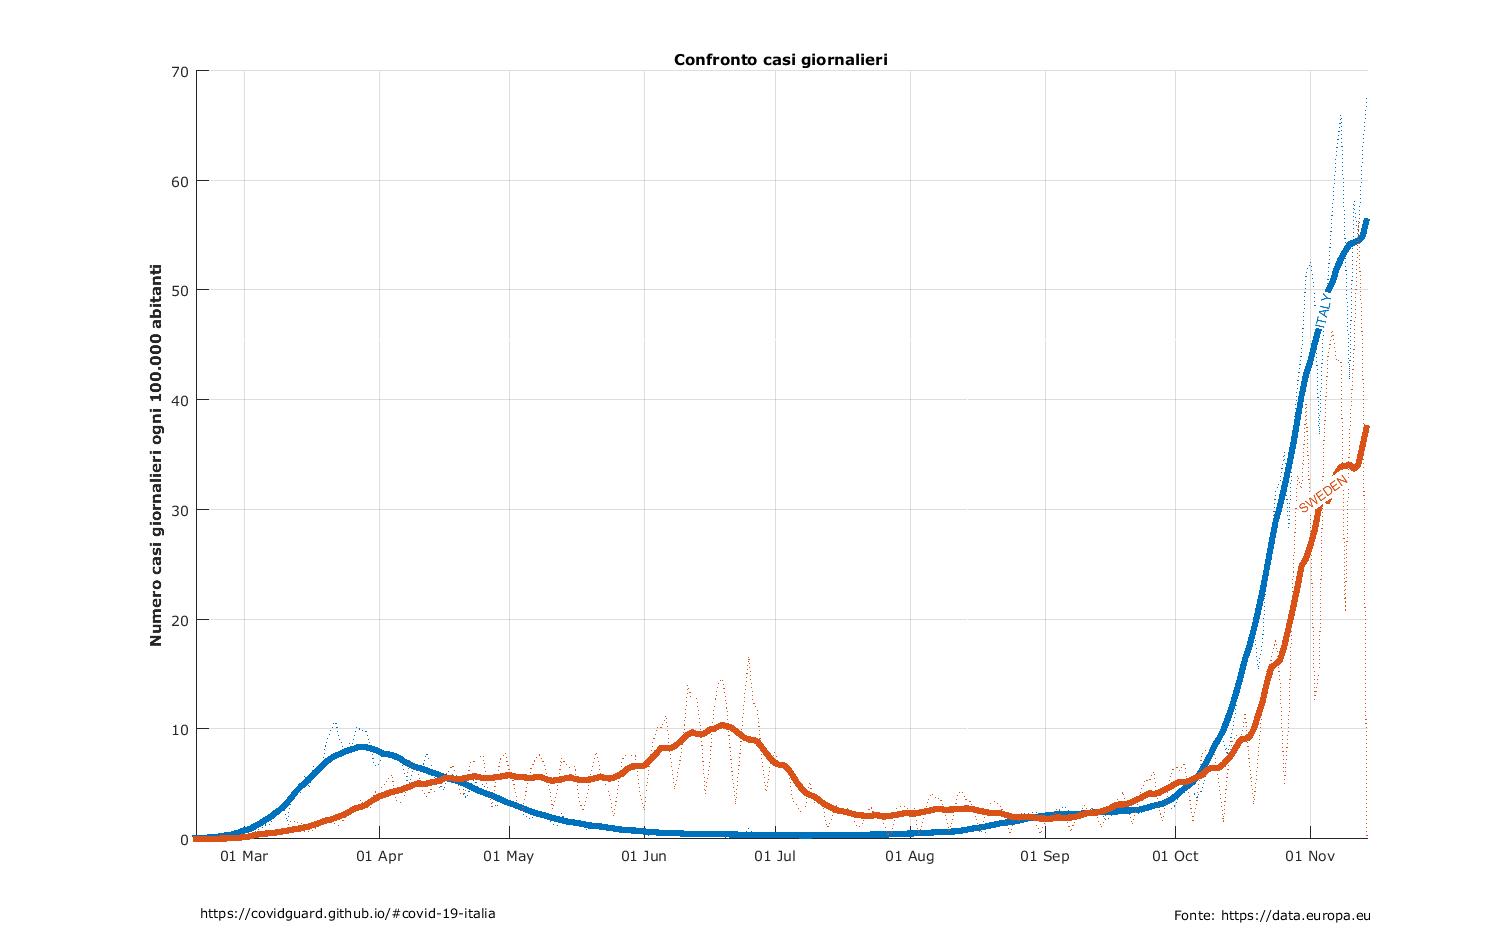 Confronto casi giornalieri
Numero casi giornalieri ogni 100.000 abitanti
70
60
50
40
30
20
10
0
ITALY
SWEDEN
01 Mar
01 Apr
01 May
01 Jun
01 Jul
01 Aug
01 Sep
01 Oct
01 Nov
https://covidguard.github.io/#covid-19-italia
Fonte: https://data.europa.eu